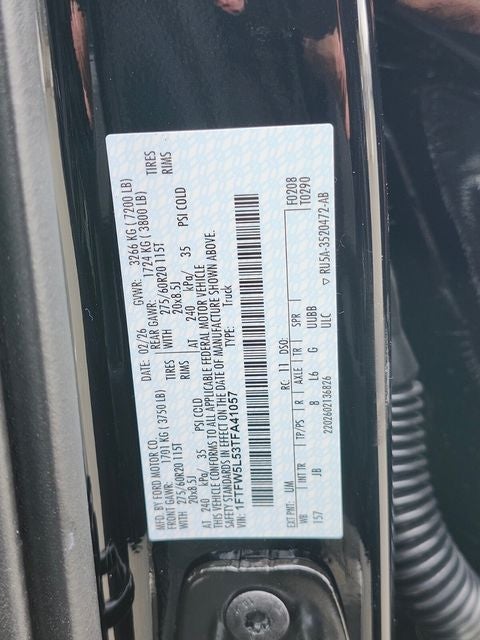 MFD. BY FORD MOTOR CO.
DATE: 02/26 GVWR: 3266 KG ( 7200 LB)
FRONT GAWR: 1701 KG ( 3750 LB) REAR GAWR: 1724 KG ( 3800 LB)
275/60R20 115T TIRES WITH 275/60R20 115T TIRES
WITH 20x8.5J RIMS 20x8.5J RIMS
AT 240 kPa/ 35 PSI COLD AT 240 kPa/ 35 PSI COLD
THIS VEHICLE CONFORMS TO ALL APPLICABLE FEDERAL MOTOR VEHICLE
SAFETY STANDARDS IN EFFECT ON THE DATE OF MANUFACTURE SHOWN ABOVE.
VIN: 1FTFW5L53TFA41057 TYPE: Truck
F0208
T0290
EXT PNT: UM RC: 11 DSO:
WB INT TR TP/PS R AXLE TR SPR
157 JB B L6 G UUBB
ULC
2202602136826 ▽ RU5A-3520472-AB